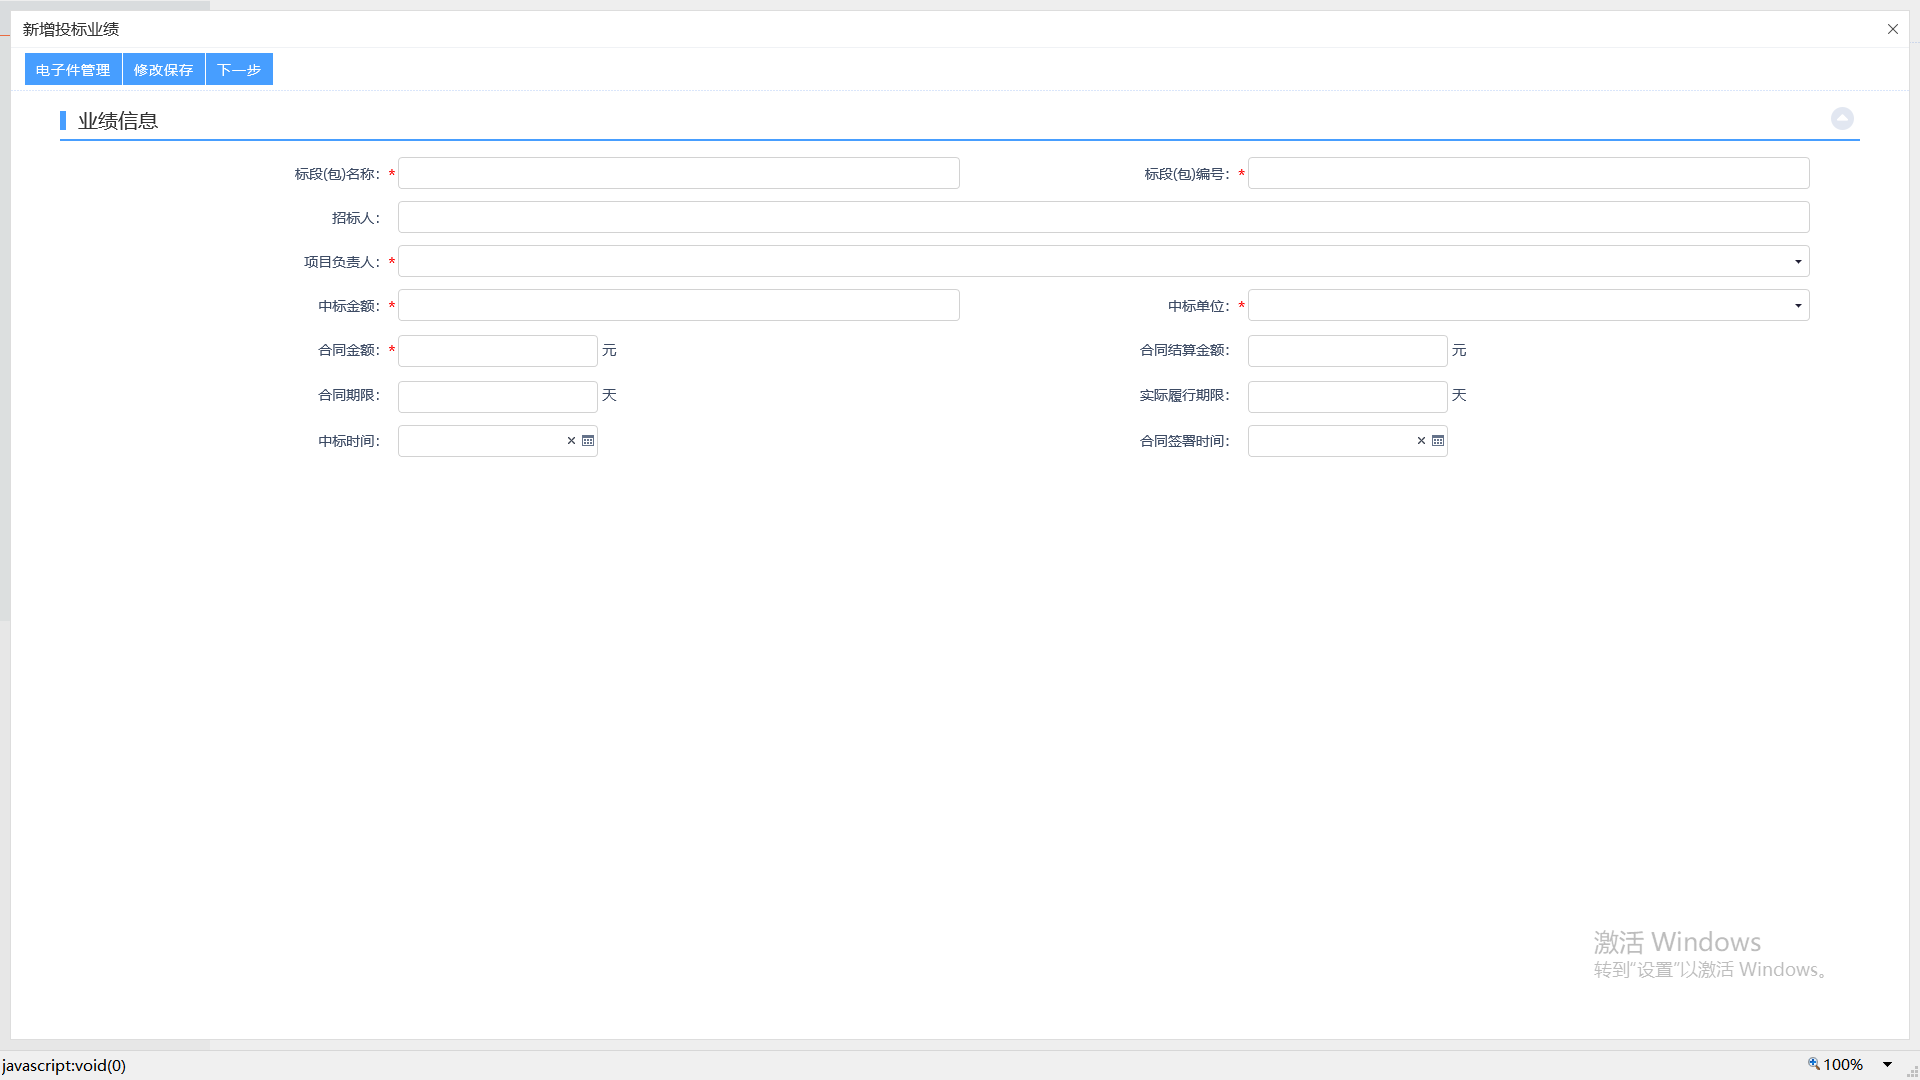 新增投标业绩
电子件管理 修改保存 下一步
业绩信息
标段(包)名称：* 标段(包)编号：*
招标人：
项目负责人：*
中标金额：* 中标单位：*
合同金额：* 元 合同结算金额： 元
合同期限： 天 实际履行期限： 天
中标时间： 合同签署时间：
激活 Windows
转到“设置”以激活 Windows。
javascript:void(0) 100%